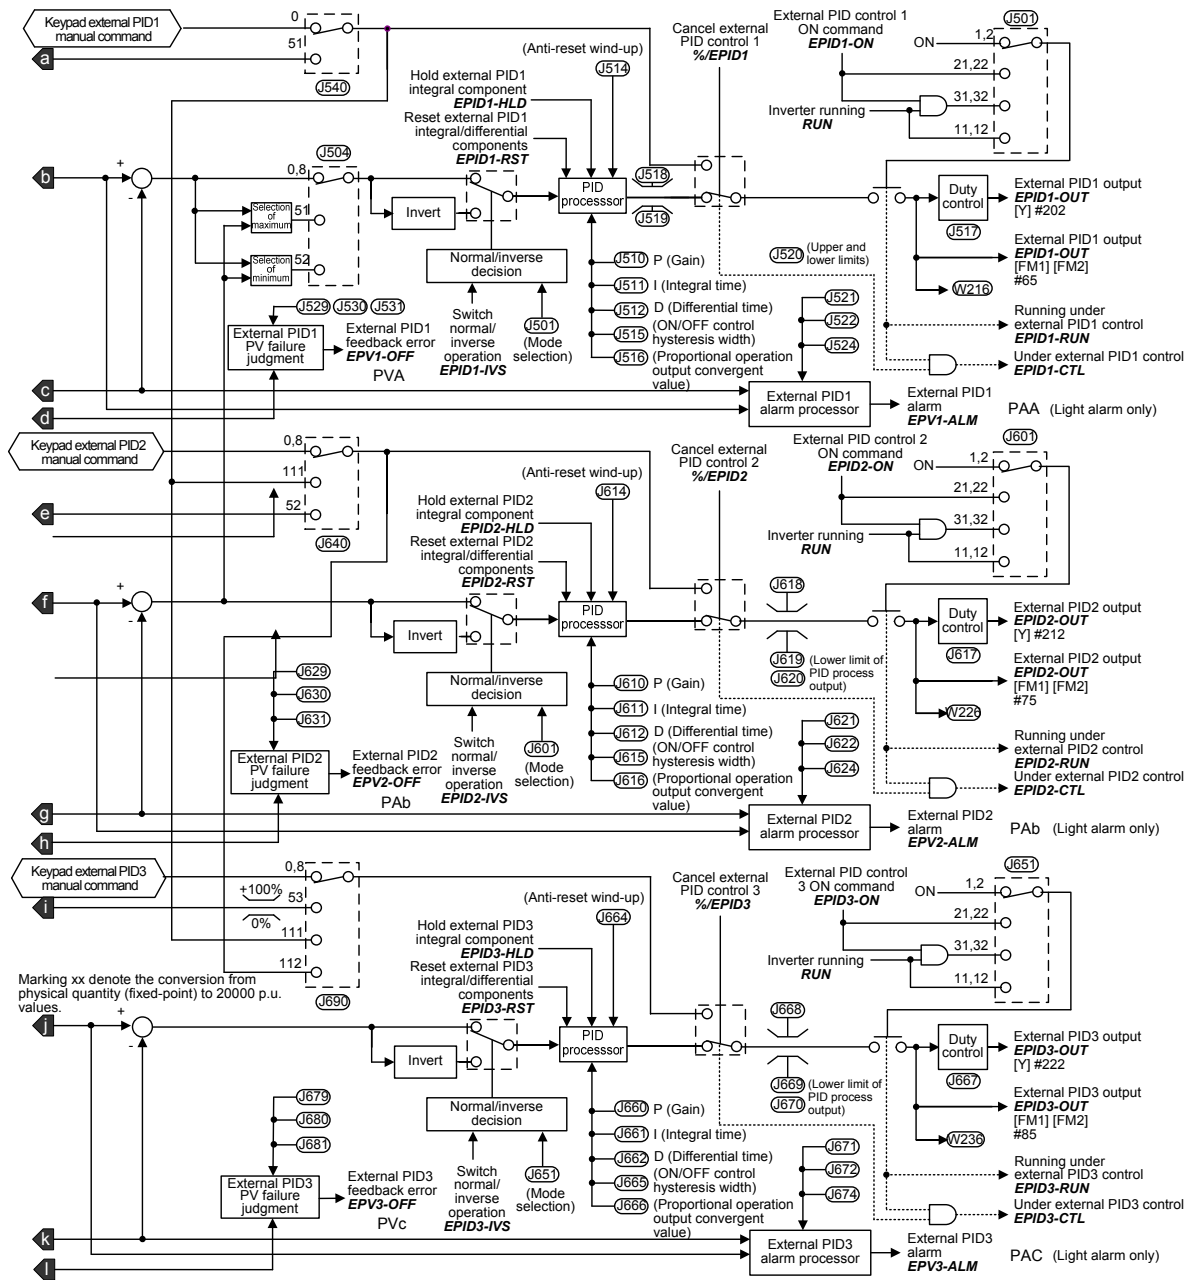 Keypad external PID1
manual command
0
51
a
J540
(Anti-reset wind-up)
J514
Hold external PID1
integral component
EPID1-HLD
Reset external PID1
integral/differential
components
EPID1-RST
Cancel external
PID control 1
%/EPID1
External PID control 1
ON command
EPID1-ON
ON
1,2
J501
21,22
31,32
11,12
Inverter running
RUN
b
+
-
J504
0,8
51
52
Selection
of
maximum
Selection
of
minimum
Invert
PID
processsor
J518
J519
Normal/inverse
decision
Switch
normal/
inverse
operation
EPID1-IVS
J501
(Mode
selection)
J510 P (Gain)
J511 I (Integral time)
J512 D (Differential time)
J515 (ON/OFF control
hysteresis width)
J516 (Proportional operation
output convergent
value)
J520 (Upper and
lower limits)
J521
J522
J524
Duty
control
J517
External PID1 output
EPID1-OUT
[Y] #202
External PID1 output
EPID1-OUT
[FM1] [FM2]
#65
W216
Running under
external PID1 control
EPID1-RUN
Under external PID1 control
EPID1-CTL
J529 J530 J531
External PID1
PV failure
judgment
External PID1
feedback error
EPV1-OFF
PVA
c
d
External PID1
alarm processor
External PID1
alarm
EPV1-ALM
PAA (Light alarm only)
Keypad external PID2
manual command
0,8
111
52
e
J640
(Anti-reset wind-up)
J614
Hold external PID2
integral component
EPID2-HLD
Reset external PID2
integral/differential
components
EPID2-RST
Cancel external
PID control 2
%/EPID2
External PID control 2
ON command
EPID2-ON
ON
1,2
J601
21,22
31,32
11,12
Inverter running
RUN
f
+
-
Invert
PID
processsor
J618
J619 (Lower limit of
J620 PID process
output)
Normal/inverse
decision
Switch
normal/
inverse
operation
EPID2-IVS
J601
(Mode
selection)
J610 P (Gain)
J611 I (Integral time)
J612 D (Differential time)
J615 (ON/OFF control
hysteresis width)
J616 (Proportional operation
output convergent
value)
J621
J622
J624
Duty
control
J617
External PID2 output
EPID2-OUT
[Y] #212
External PID2 output
EPID2-OUT
[FM1] [FM2]
#75
W226
Running under
external PID2 control
EPID2-RUN
Under external PID2 control
EPID2-CTL
J629
J630
J631
External PID2
PV failure
judgment
External PID2
feedback error
EPV2-OFF
PAb
g
h
External PID2
alarm processor
External PID2
alarm
EPV2-ALM
PAb (Light alarm only)
Keypad external PID3
manual command
0,8
+100%
53
i
0%
111
112
J690
Marking xx denote the conversion from
physical quantity (fixed-point) to 20000 p.u.
values.
(Anti-reset wind-up)
J664
Hold external PID3
integral component
EPID3-HLD
Reset external PID3
integral/differential
components
EPID3-RST
Cancel external
PID control 3
%/EPID3
External PID control
3 ON command
EPID3-ON
ON
1,2
J651
21,22
31,32
11,12
Inverter running
RUN
j
+
-
Invert
PID
processsor
J668
J669 (Lower limit of
J670 PID process
output)
Normal/inverse
decision
Switch
normal/
inverse
operation
EPID3-IVS
J651
(Mode
selection)
J660 P (Gain)
J661 I (Integral time)
J662 D (Differential time)
J665 (ON/OFF control
hysteresis width)
J666 (Proportional operation
output convergent
value)
J671
J672
J674
Duty
control
J667
External PID3 output
EPID3-OUT
[Y] #222
External PID3 output
EPID3-OUT
[FM1] [FM2]
#85
W236
Running under
external PID3 control
EPID3-RUN
Under external PID3 control
EPID3-CTL
J679
J680
J681
External PID3
PV failure
judgment
External PID3
feedback error
EPV3-OFF
PVc
k
l
External PID3
alarm processor
External PID3
alarm
EPV3-ALM
PAC (Light alarm only)